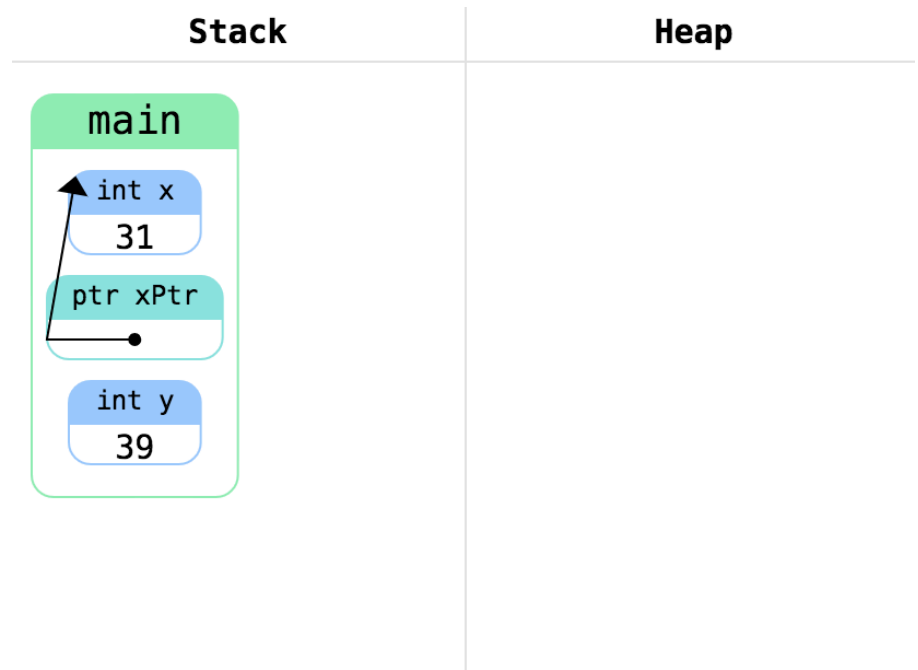 Stack
Heap
main
int x
31
ptr xPtr
int y
39